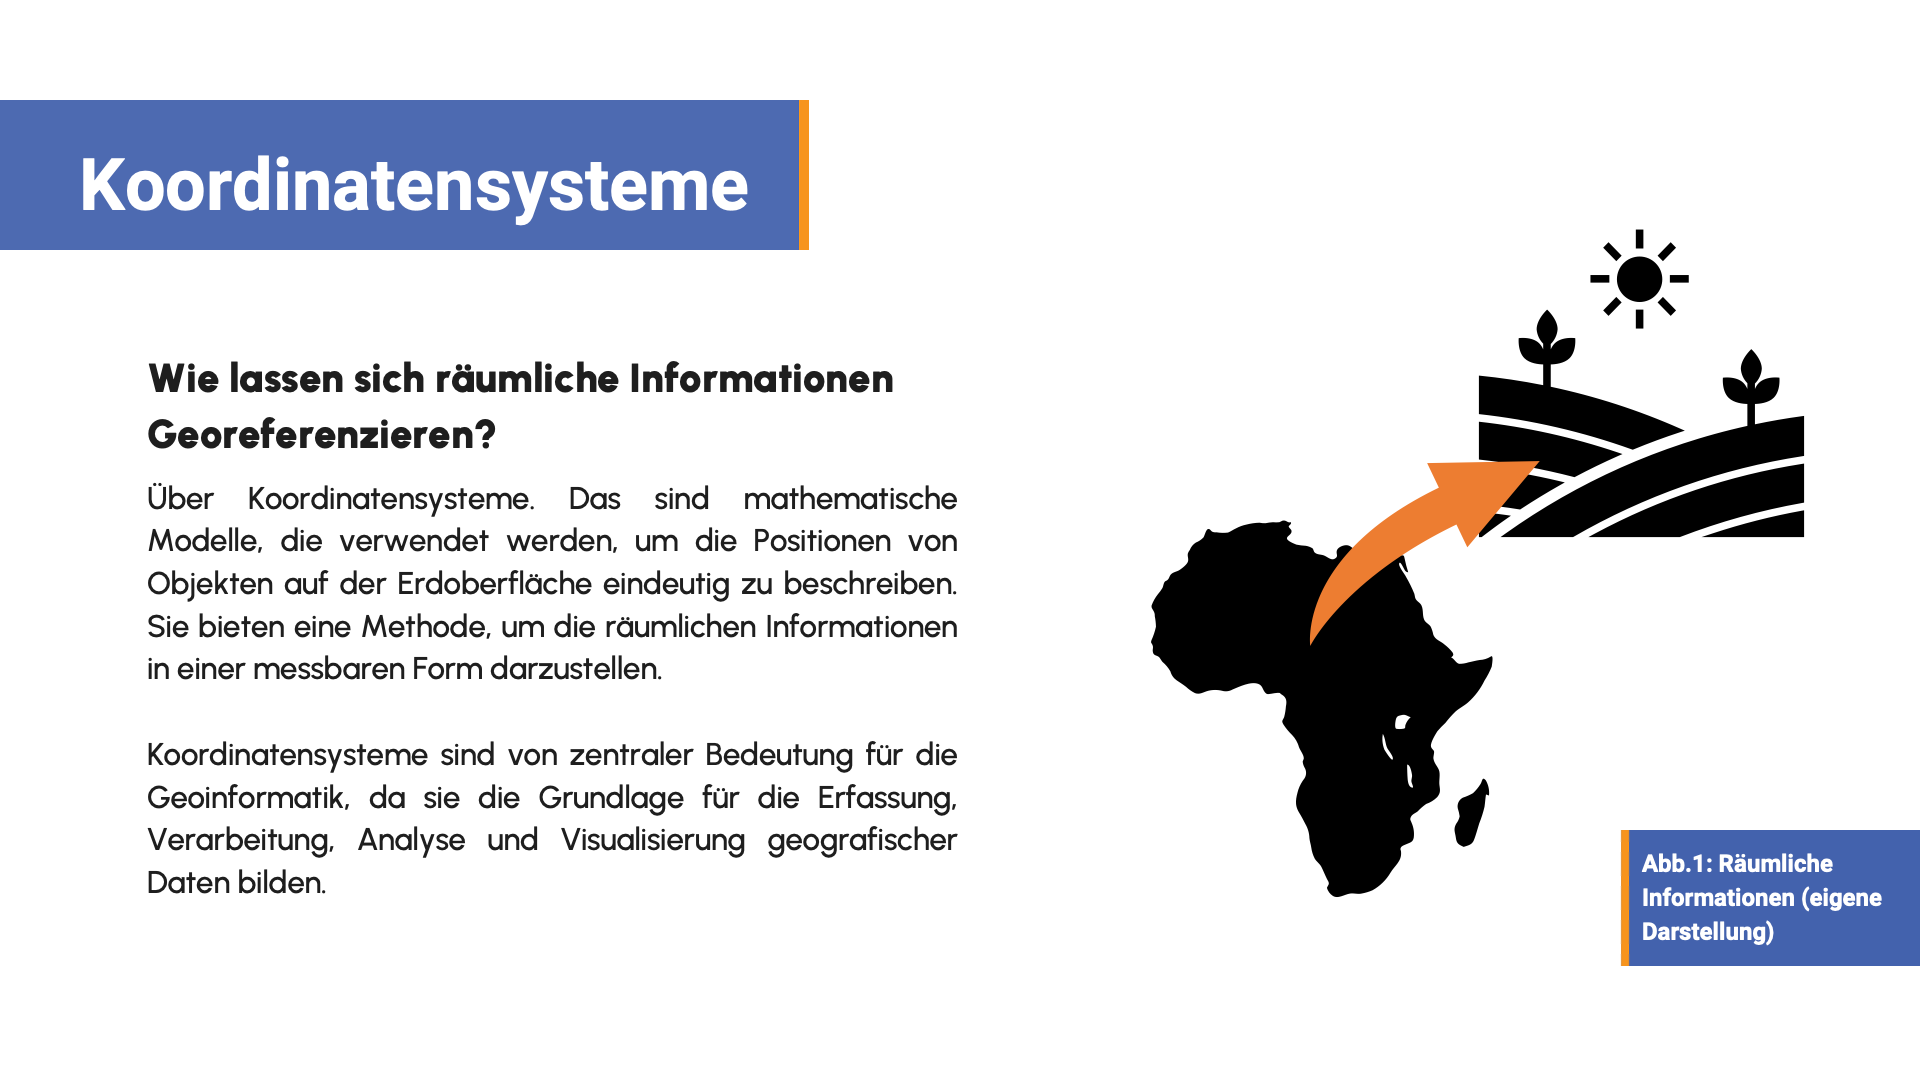 Koordinatensysteme
Wie lassen sich räumliche Informationen
Georeferenzieren?
Über Koordinatensysteme. Das sind mathematische
Modelle, die verwendet werden, um die Positionen von
Objekten auf der Erdoberfläche eindeutig zu beschreiben.
Sie bieten eine Methode, um die räumlichen Informationen
in einer messbaren Form darzustellen.
Koordinatensysteme sind von zentraler Bedeutung für die
Geoinformatik, da sie die Grundlage für die Erfassung,
Verarbeitung, Analyse und Visualisierung geografischer
Daten bilden.
Abb.1: Räumliche
Informationen (eigene
Darstellung)